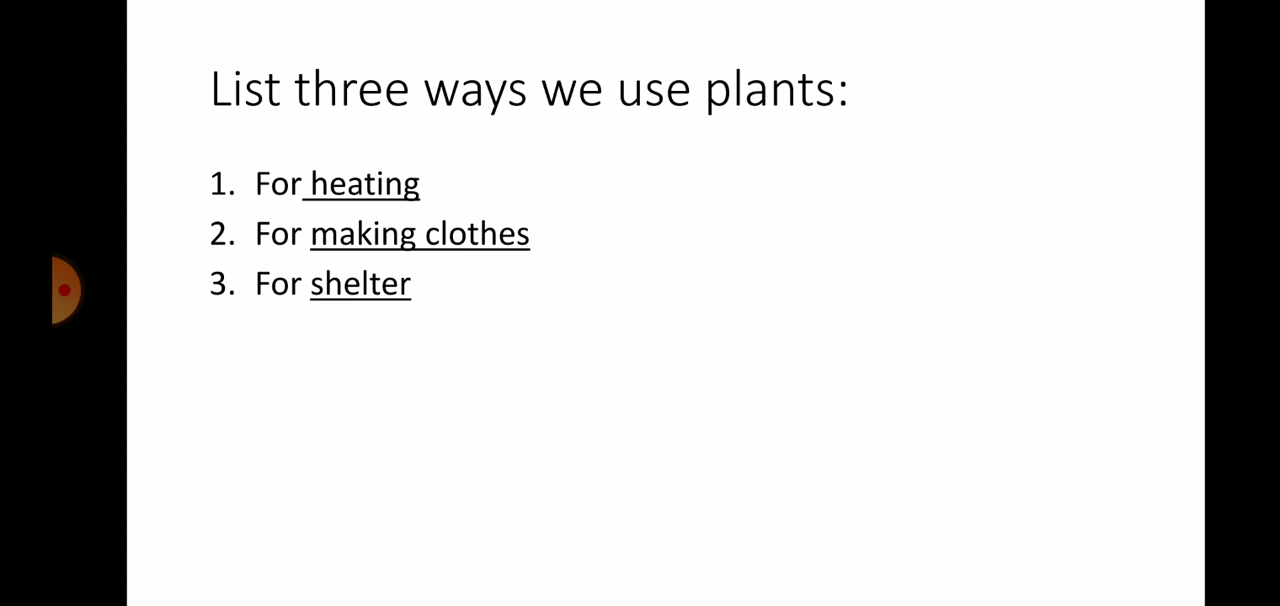 List three ways we use plants:
1. For heating
2. For making clothes
3. For shelter